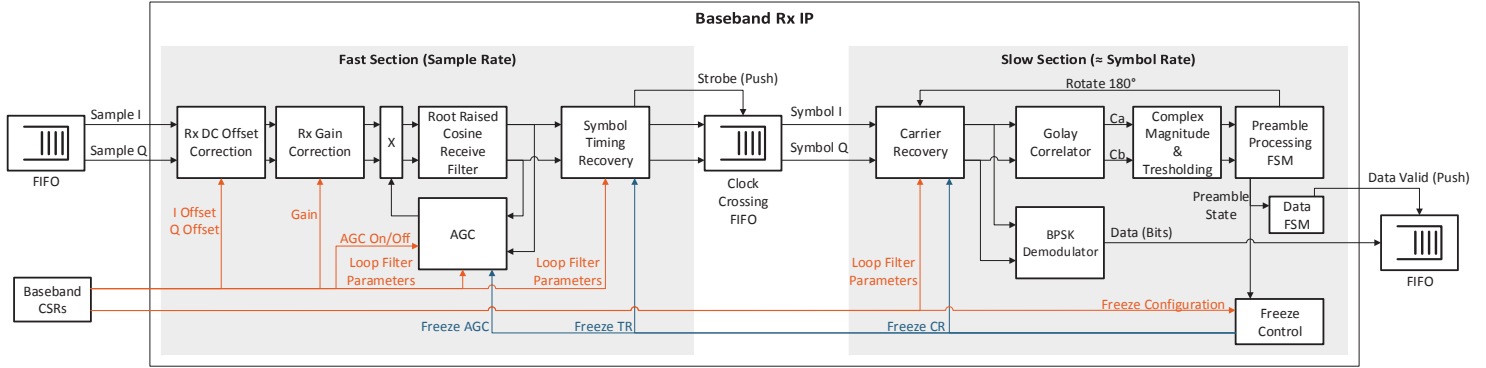 Baseband Rx IP
Fast Section (Sample Rate)
Slow Section (≈ Symbol Rate)
Strobe (Push)
Rotate 180°
Sample I
Sample Q
FIFO
Rx DC Offset
Correction
Rx Gain
Correction
X
Root Raised
Cosine
Receive
Filter
Symbol
Timing
Recovery
Clock
Crossing
FIFO
Symbol I
Symbol Q
Carrier
Recovery
Golay
Correlator
Ca
Cb
Complex
Magnitude
&
Tresholding
Preamble
Processing
FSM
Preamble
State
Data
FSM
Data Valid (Push)
I Offset
Q Offset
Gain
AGC On/Off
AGC
Loop Filter
Parameters
Loop Filter
Parameters
Loop Filter
Parameters
BPSK
Demodulator
Data (Bits)
FIFO
Baseband
CSRs
Freeze Configuration
Freeze AGC
Freeze TR
Freeze CR
Freeze
Control